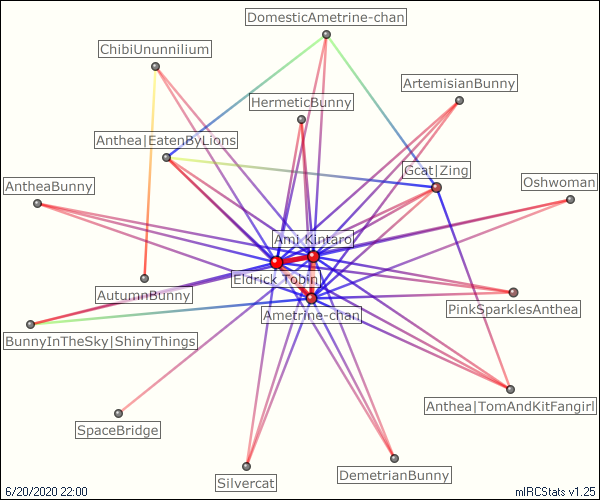 DomesticAmetrine-chan
ChibiUnunnilium
ArtemisianBunny
HermeticBunny
Anthea|EatenByLions
Gcat|Zing
Oshwoman
AntheaBunny
Ami Kintaro
Eldrick Tobin
AutumnBunny
PinkSparklesAnthea
Ametrine-chan
BunnyInTheSky|ShinyThings
Anthea|TomAndKitFangirl
SpaceBridge
DemetrianBunny
Silvercat
6/20/2020 22:00
mIRCStats v1.25